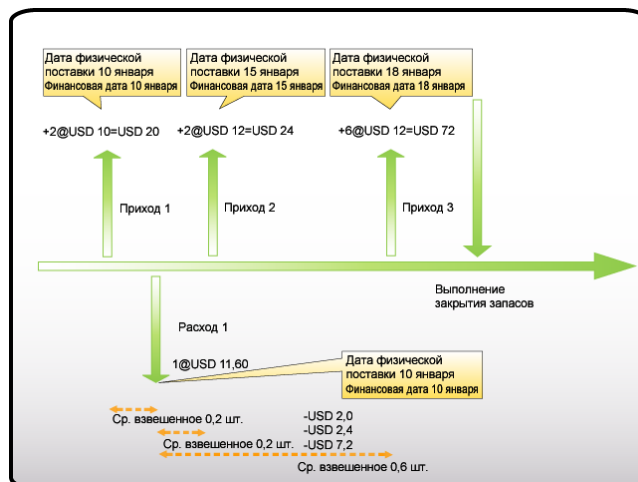 Дата физической
поставки 10 января
Финансовая дата 10 января
Дата физической
поставки 15 января
Финансовая дата 15 января
Дата физической
поставки 18 января
Финансовая дата 18 января
+2@USD 10=USD 20
+2@USD 12=USD 24
+6@USD 12=USD 72
Приход 1
Приход 2
Приход 3
Выполнение
закрытия запасов
Расход 1
1@USD 11,60
Дата физической
поставки 10 января
Финансовая дата 10 января
Ср. взвешенное 0,2 шт.
-USD 2,0
-USD 2,4
Ср. взвешенное 0,2 шт.
-USD 7,2
Ср. взвешенное 0,6 шт.